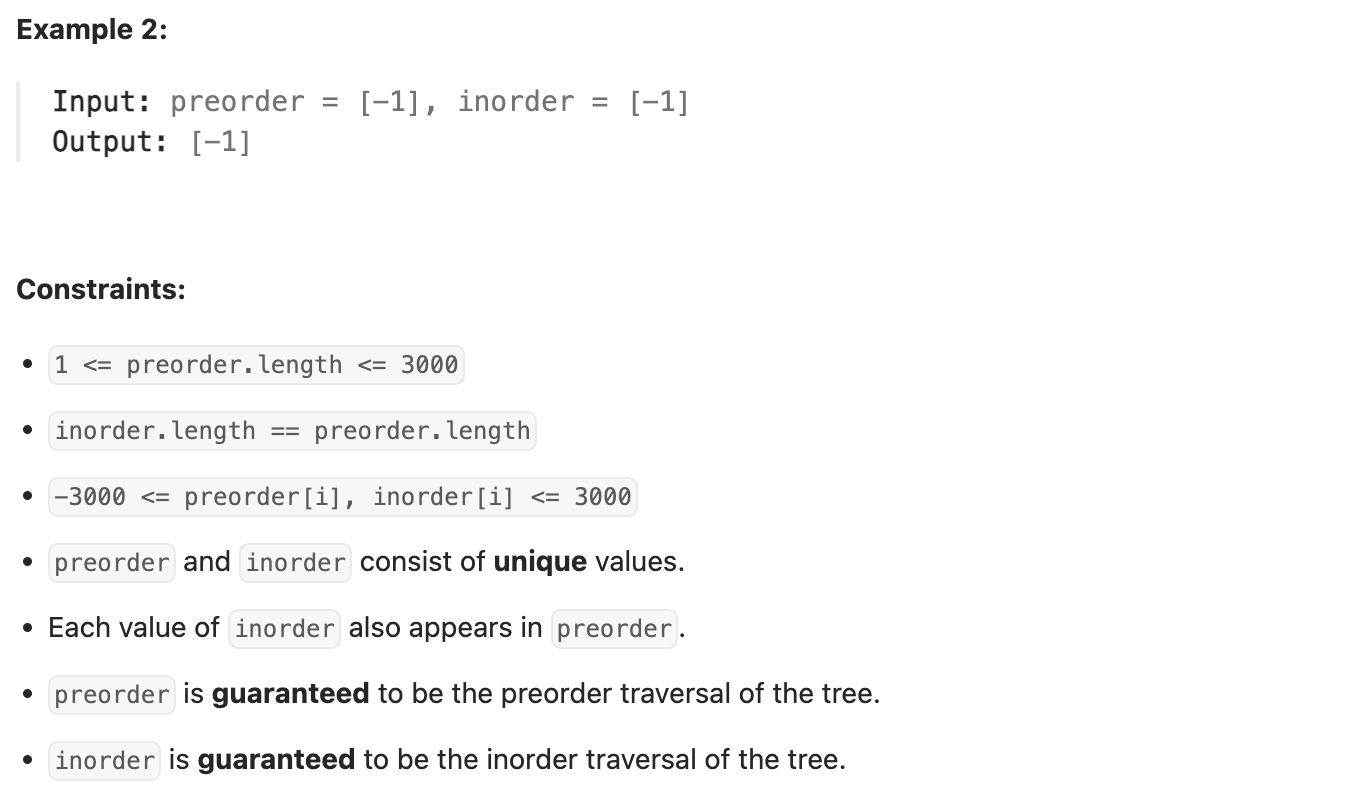 Example 2:
Input: preorder = [-1], inorder = [-1]
Output: [-1]
Constraints:
• 1 <= preorder.length <= 3000
• inorder.length == preorder.length
• -3000 <= preorder[i], inorder[i] <= 3000
• preorder and inorder consist of unique values.
• Each value of inorder also appears in preorder.
• preorder is guaranteed to be the preorder traversal of the tree.
• inorder is guaranteed to be the inorder traversal of the tree.